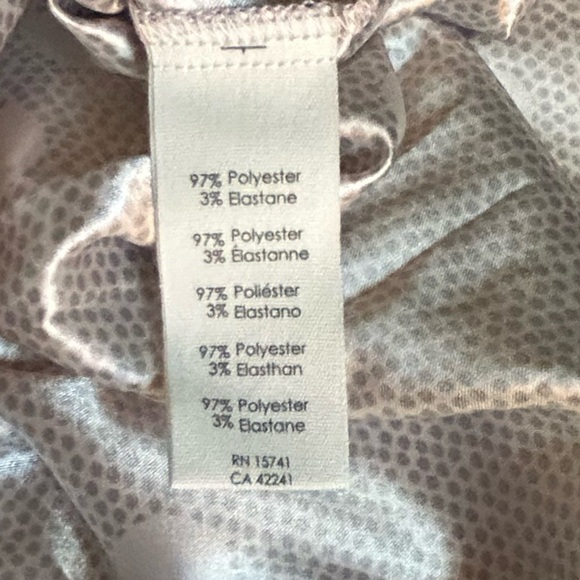 97% Polyester
3% Elastane
97% Polyester
3% Élastanne
97% Poliéster
3% Elastano
97% Polyester
3% Elasthan
97% Polyester
3% Elastane
RN 15741
CA 42241